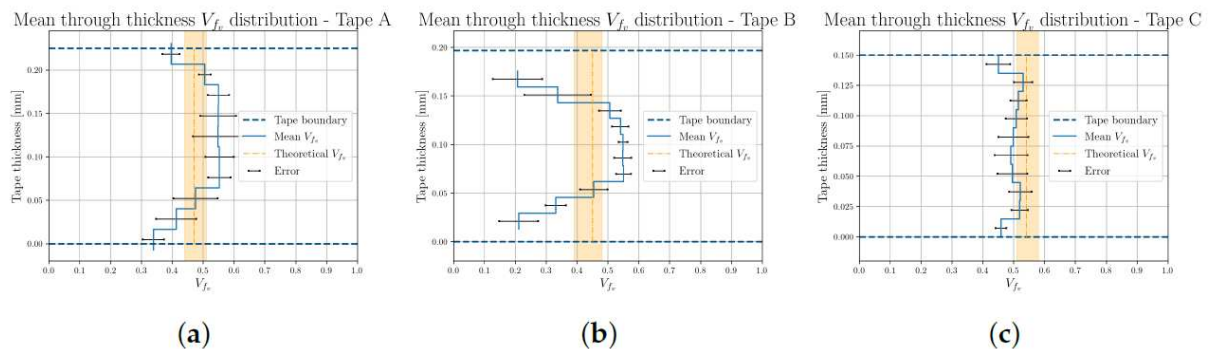 Mean through thickness V_{f_v} distribution - Tape A
Tape thickness [mm]
0.20
0.15
0.10
0.05
0.00
0.0 0.1 0.2 0.3 0.4 0.5 0.6 0.7 0.8 0.9 1.0
V_{f_v}
Tape boundary
Mean V_{f_v}
Theoretical V_{f_v}
Error
(a)
Mean through thickness V_{f_v} distribution - Tape B
Tape thickness [mm]
0.20
0.15
0.10
0.05
0.00
0.0 0.1 0.2 0.3 0.4 0.5 0.6 0.7 0.8 0.9 1.0
V_{f_v}
Tape boundary
Mean V_{f_v}
Theoretical V_{f_v}
Error
(b)
Mean through thickness V_{f_v} distribution - Tape C
Tape thickness [mm]
0.150
0.125
0.100
0.075
0.050
0.025
0.000
0.0 0.1 0.2 0.3 0.4 0.5 0.6 0.7 0.8 0.9 1.0
V_{f_v}
Tape boundary
Mean V_{f_v}
Theoretical V_{f_v}
Error
(c)